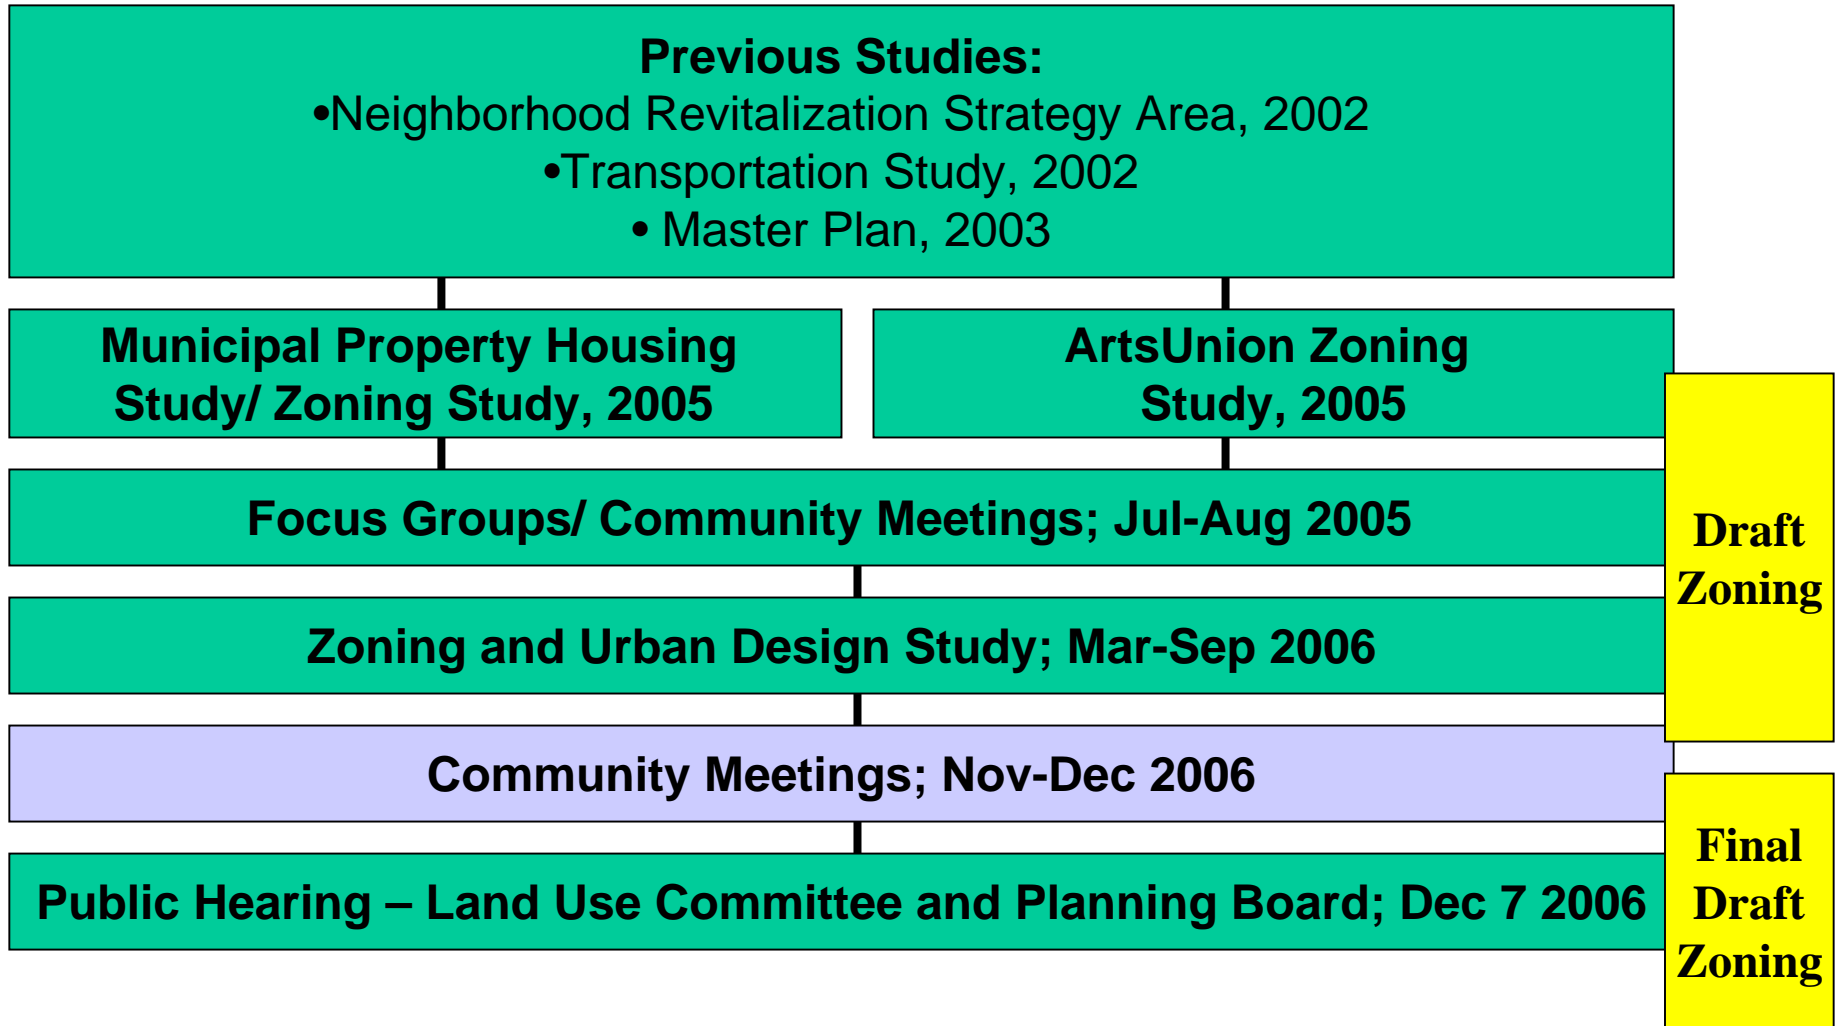 Previous Studies:
•Neighborhood Revitalization Strategy Area, 2002
•Transportation Study, 2002
• Master Plan, 2003
Municipal Property Housing
Study/ Zoning Study, 2005
ArtsUnion Zoning
Study, 2005
Focus Groups/ Community Meetings; Jul-Aug 2005
Zoning and Urban Design Study; Mar-Sep 2006
Draft
Zoning
Community Meetings; Nov-Dec 2006
Public Hearing – Land Use Committee and Planning Board; Dec 7 2006
Final
Draft
Zoning